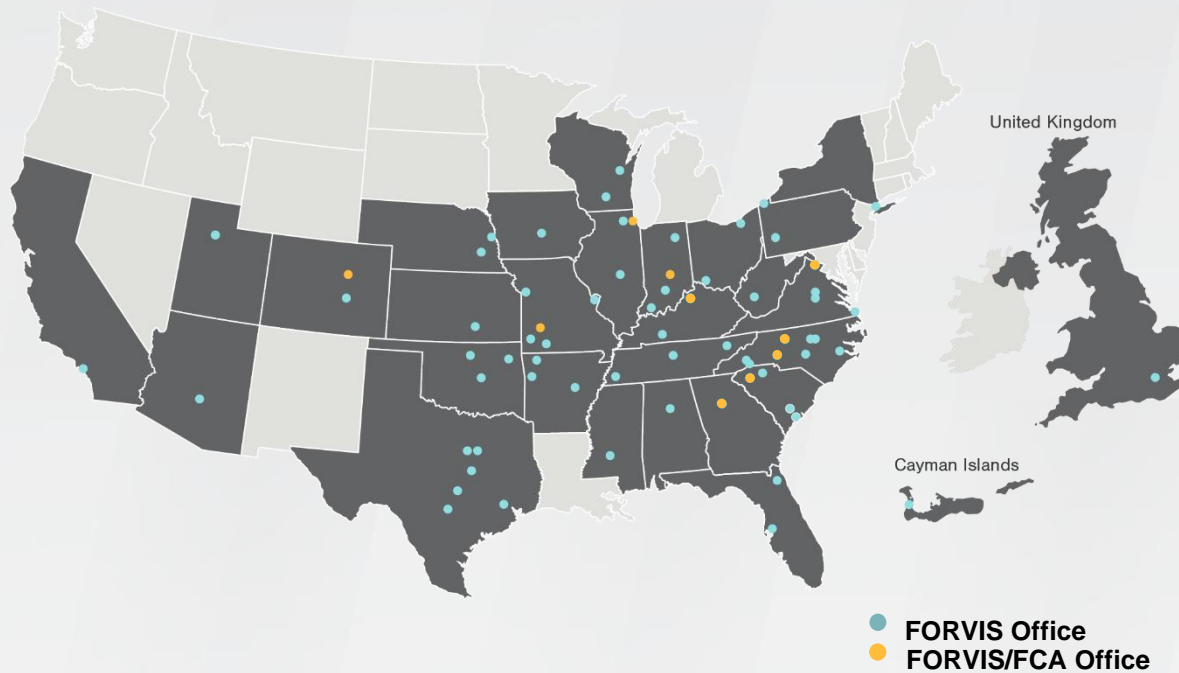 United Kingdom
Cayman Islands
FORVIS Office
FORVIS/FCA Office